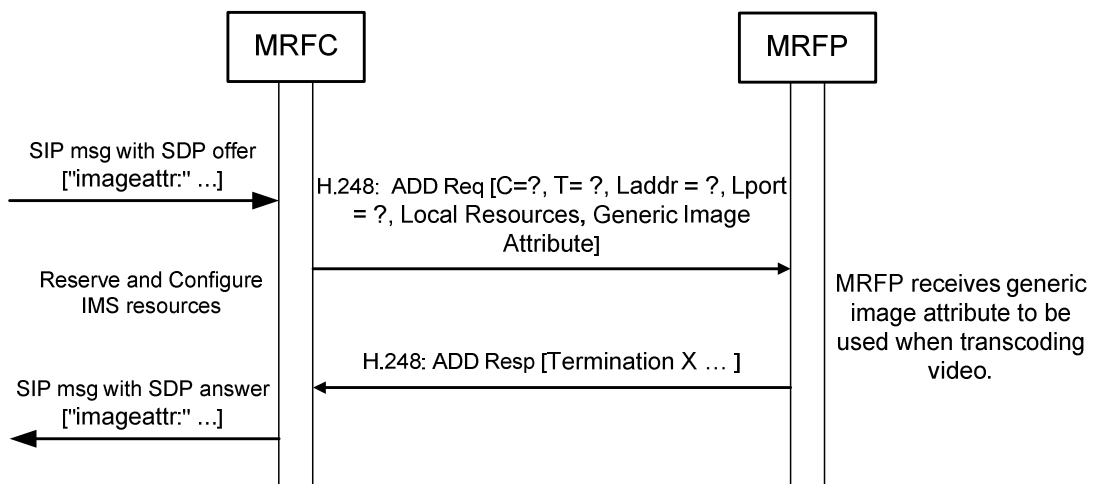 MRFC
MRFP
SIP msg with SDP offer
["imageattr:" ...]
H.248: ADD Req [C=?, T= ?, Laddr = ?, Lport
= ?, Local Resources, Generic Image
Attribute]
Reserve and Configure
IMS resources
MRFP receives generic
image attribute to be
used when transcoding
video.
H.248: ADD Resp [Termination X … ]
SIP msg with SDP answer
["imageattr:" ...]